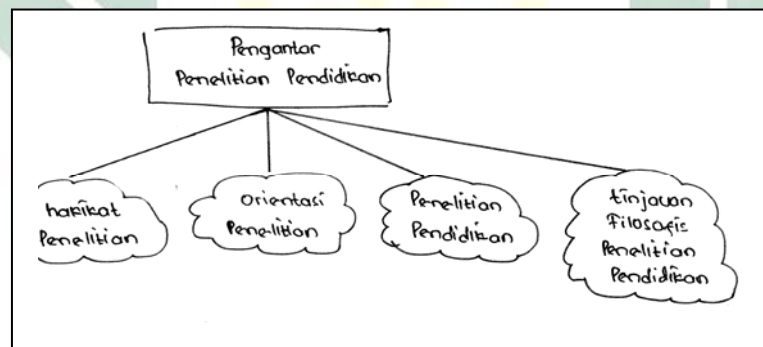 Pengantar
Penelitian Pendidikan
hakikat
Penelitian
orientasi
Penelitian
Penelitian
Pendidikan
tinjauan
Filosofis
Penelitian
Pendidikan